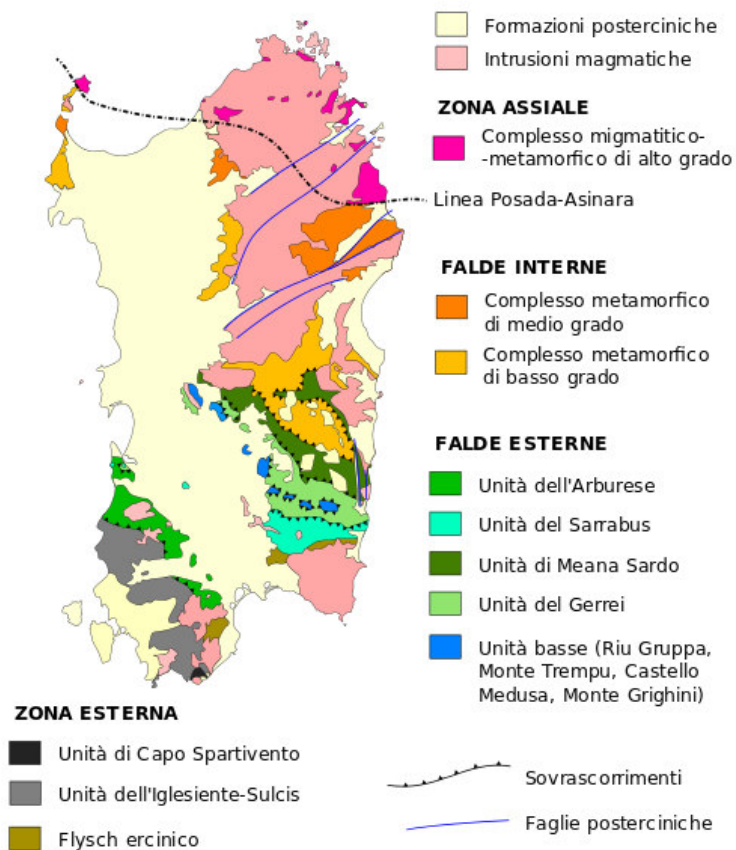 Formazioni posterciniche
Intrusioni magmatiche
ZONA ASSIALE
Complesso migmatitico-
-metamorfico di alto grado
Linea Posada-Asinara
FALDE INTERNE
Complesso metamorfico
di medio grado
Complesso metamorfico
di basso grado
FALDE ESTERNE
Unità dell'Arburese
Unità del Sarrabus
Unità di Meana Sardo
Unità del Gerrei
Unità basse (Riu Gruppa,
Monte Trempu, Castello
Medusa, Monte Grighini)
ZONA ESTERNA
Unità di Capo Spartivento
Unità dell'Iglesiente-Sulcis
Flysch ercinico
Sovrascorrimenti
Faglie posterciniche